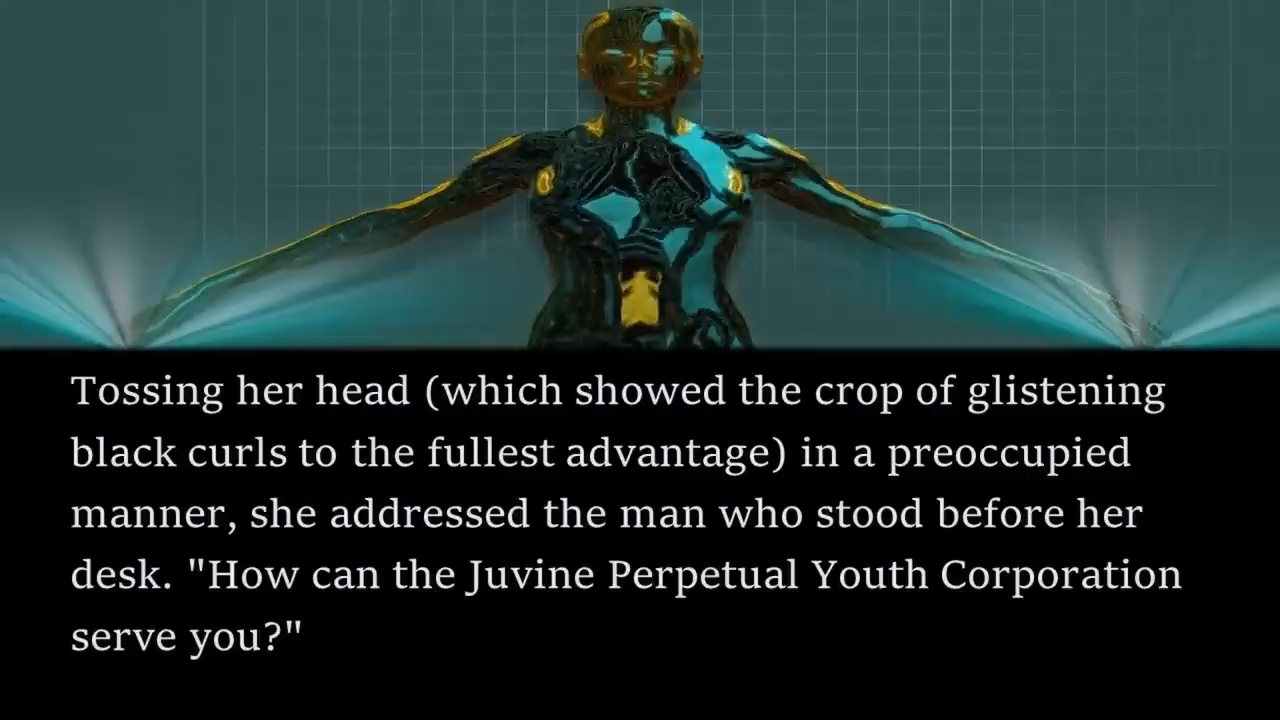 Tossing her head (which showed the crop of glistening
black curls to the fullest advantage) in a preoccupied
manner, she addressed the man who stood before her
desk. "How can the Juvine Perpetual Youth Corporation
serve you?"